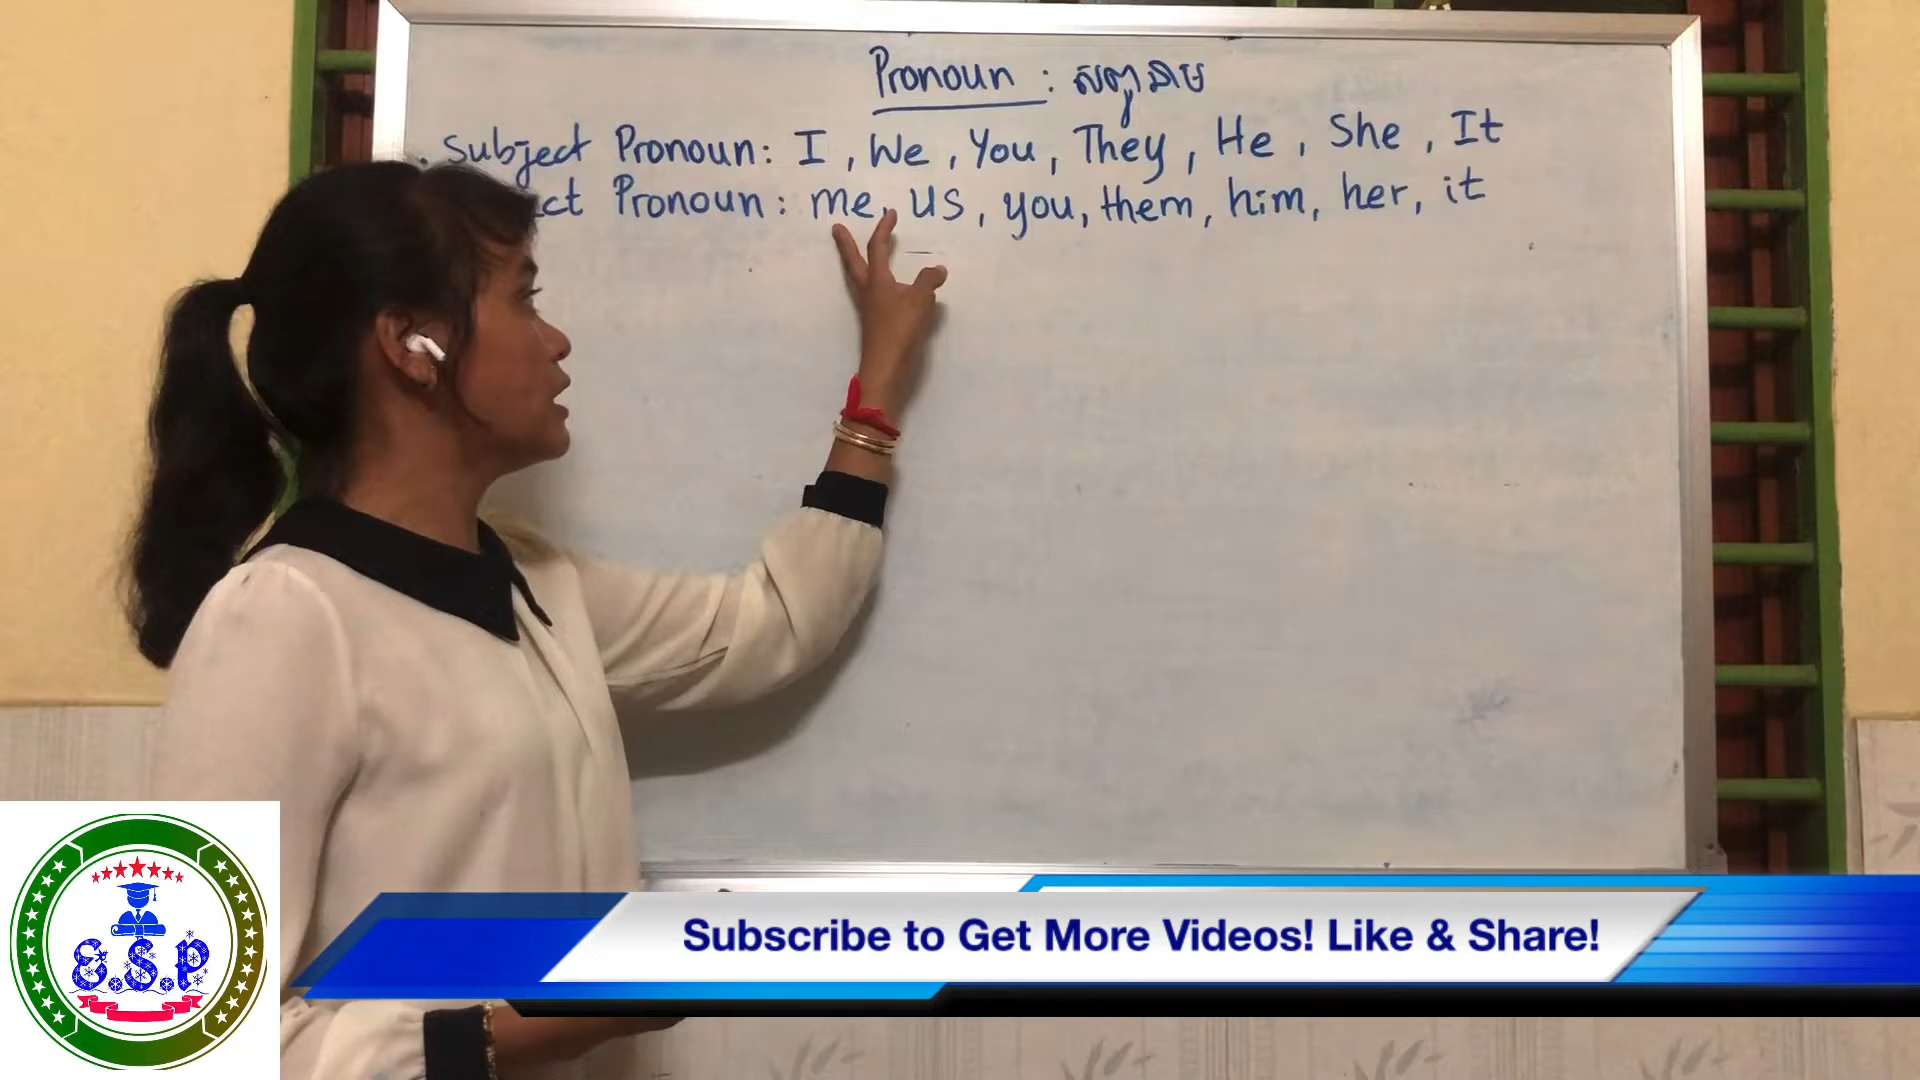 Pronoun : សព្វនាម
. Subject Pronoun: I, We, You, They, He, She, It
ct Pronoun: me, us, you, them, him, her, it
E.S.P
Subscribe to Get More Videos! Like & Share!